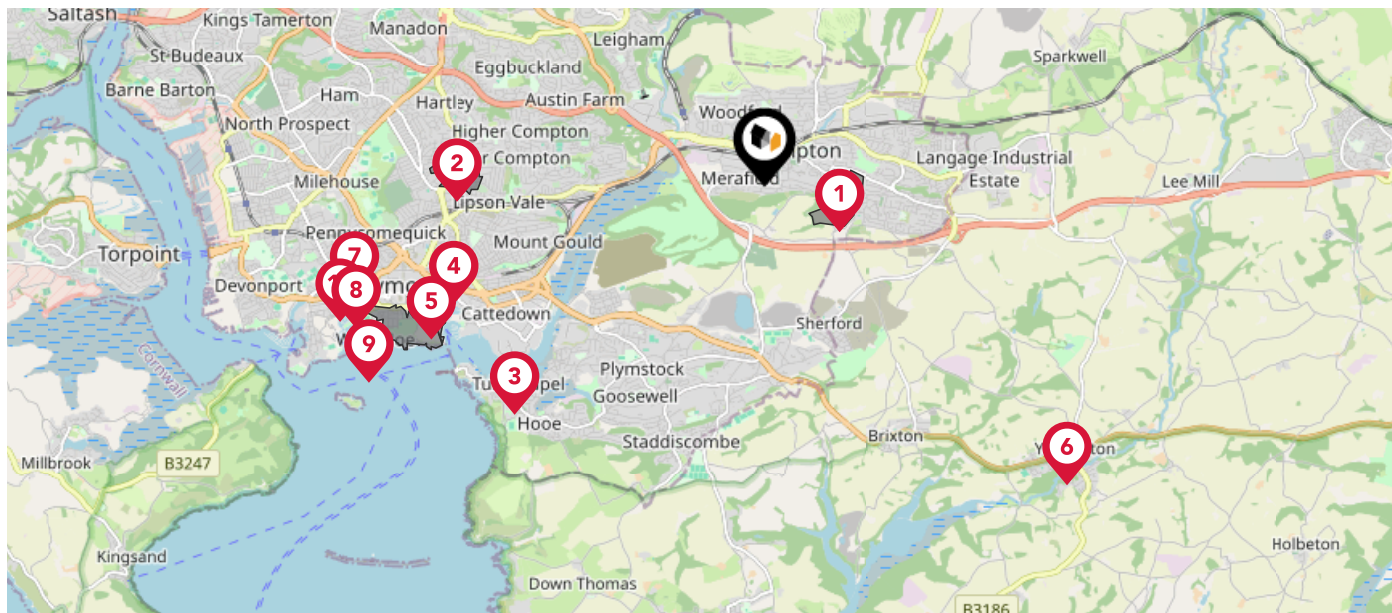 Saltash
Kings Tamerton
Manadon
Leigham
St Budeaux
Sparkwell
Eggbuckland
Barne Barton
Ham
Hartley
Austin Farm
North Prospect
Higher Compton
Compton
Langage Industrial
Estate
2
Milehouse
Merafield
Lee Mill
1
Lipson Vale
Pennycomequick
Mount Gould
Torpoint
7
4
Devonport
8
5
Cattedown
Sherford
9
Cornwall
3
Plymstock
Goosewell
Hooe
Staddiscombe
Brixton
6
Millbrook
B3247
Kingsand
Holbeton
Down Thomas
B3186